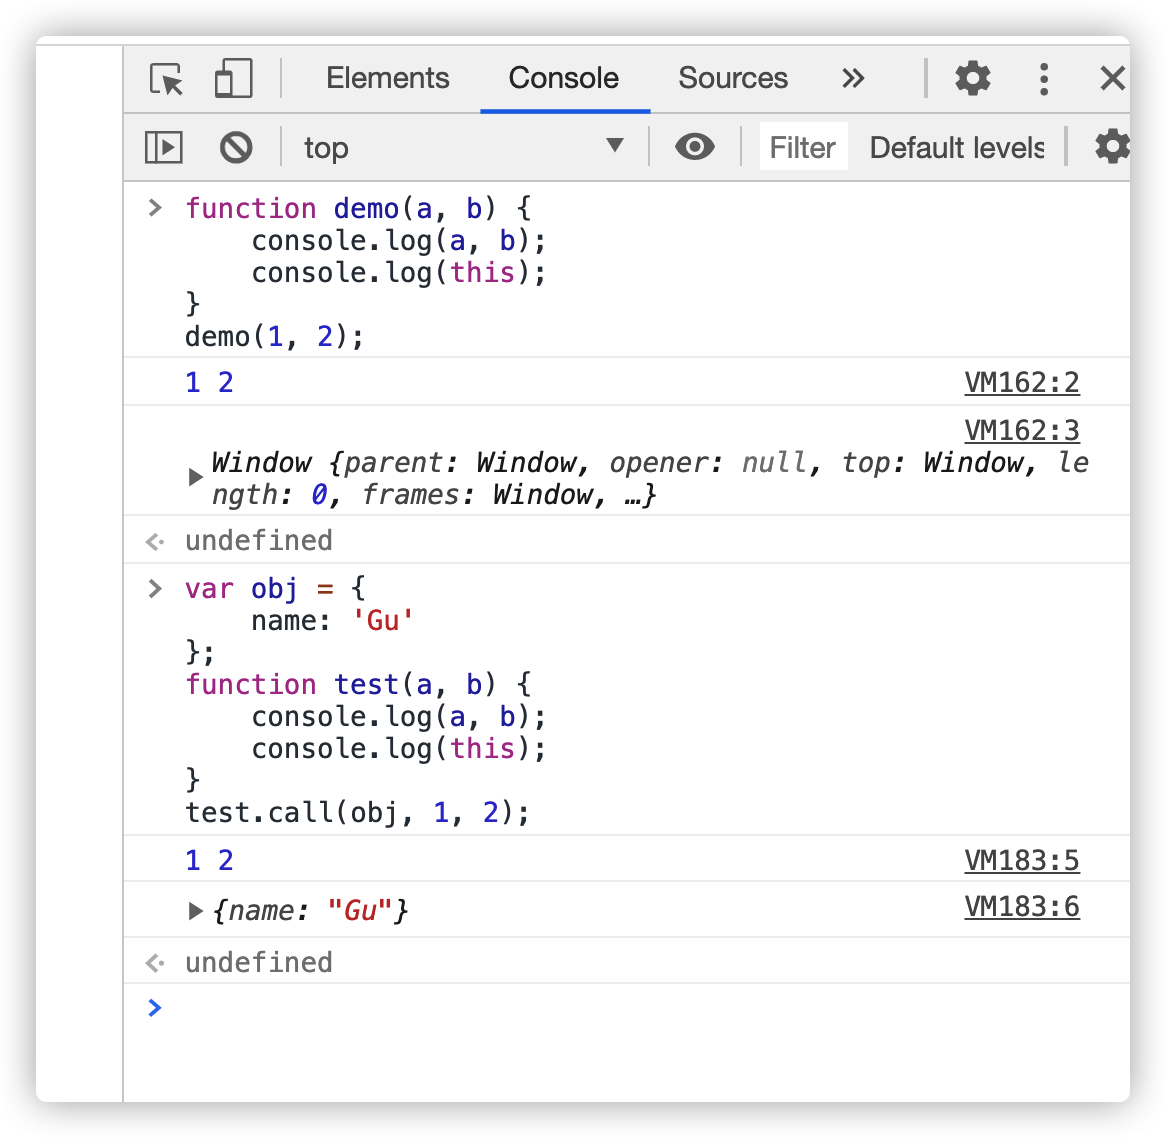 Elements Console Sources »
top Filter Default levels
> function demo(a, b) {
    console.log(a, b);
    console.log(this);
}
demo(1, 2);
1 2 VM162:2
VM162:3
Window {parent: Window, opener: null, top: Window, le
ngth: 0, frames: Window, …}
undefined
> var obj = {
    name: 'Gu'
};
function test(a, b) {
    console.log(a, b);
    console.log(this);
}
test.call(obj, 1, 2);
1 2 VM183:5
{name: "Gu"} VM183:6
undefined
>